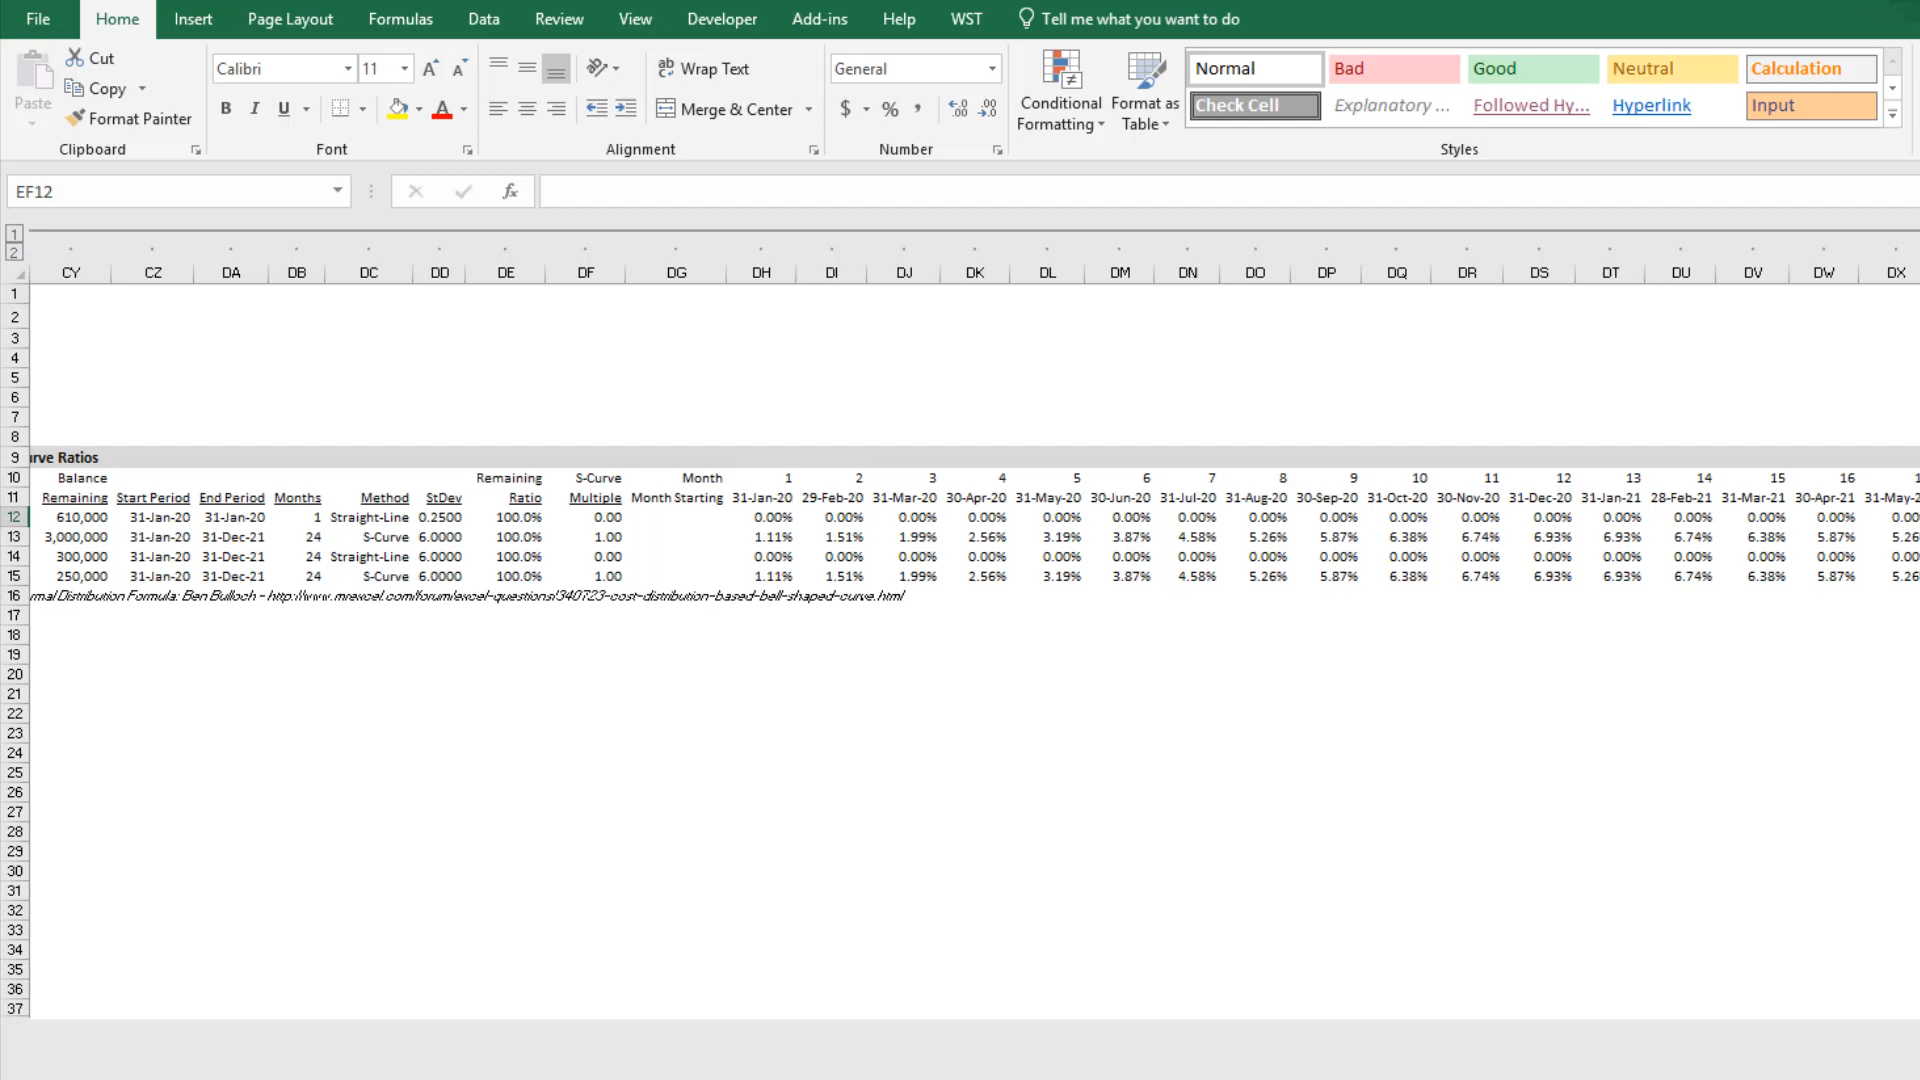 File Home Insert Page Layout Formulas Data Review View Developer Add-ins Help WST Tell me what you want to do
Paste Cut Copy Format Painter Clipboard
Calibri 11 B I U A Font
Wrap Text Merge & Center Alignment
General $ % , Number
Conditional Formatting Format as Table
Normal Bad Good Neutral Calculation
Check Cell Explanatory ... Followed Hy... Hyperlink Input
Styles
EF12 fx
1
2
CY CZ DA DB DC DD DE DF DG DH DI DJ DK DL DM DN DO DP DQ DR DS DT DU DV DW DX
1
2
3
4
5
6
7
8
9 urve Ratios
10 Balance Remaining S-Curve Month 1 2 3 4 5 6 7 8 9 10 11 12 13 14 15 16 1
11 Remaining Start Period End Period Months Method StDev Ratio Multiple Month Starting 31-Jan-20 29-Feb-20 31-Mar-20 30-Apr-20 31-May-20 30-Jun-20 31-Jul-20 31-Aug-20 30-Sep-20 31-Oct-20 30-Nov-20 31-Dec-20 31-Jan-21 28-Feb-21 31-Mar-21 30-Apr-21 31-May-2
12 610,000 31-Jan-20 31-Jan-20 1 Straight-Line 0.2500 100.0% 0.00 0.00% 0.00% 0.00% 0.00% 0.00% 0.00% 0.00% 0.00% 0.00% 0.00% 0.00% 0.00% 0.00% 0.00% 0.00% 0.00% 0.00
13 3,000,000 31-Jan-20 31-Dec-21 24 S-Curve 6.0000 100.0% 1.00 1.11% 1.51% 1.99% 2.56% 3.19% 3.87% 4.58% 5.26% 5.87% 6.38% 6.74% 6.93% 6.93% 6.74% 6.38% 5.87% 5.26
14 300,000 31-Jan-20 31-Dec-21 24 Straight-Line 6.0000 100.0% 0.00 0.00% 0.00% 0.00% 0.00% 0.00% 0.00% 0.00% 0.00% 0.00% 0.00% 0.00% 0.00% 0.00% 0.00% 0.00% 0.00% 0.00
15 250,000 31-Jan-20 31-Dec-21 24 S-Curve 6.0000 100.0% 1.00 1.11% 1.51% 1.99% 2.56% 3.19% 3.87% 4.58% 5.26% 5.87% 6.38% 6.74% 6.93% 6.93% 6.74% 6.38% 5.87% 5.26
16 rmal Distribution Formula: Ben Bulloch - http://www.mrexcel.com/forum/excel-questions/340723-cost-distribution-based-bell-shaped-curve.html
17
18
19
20
21
22
23
24
25
26
27
28
29
30
31
32
33
34
35
36
37